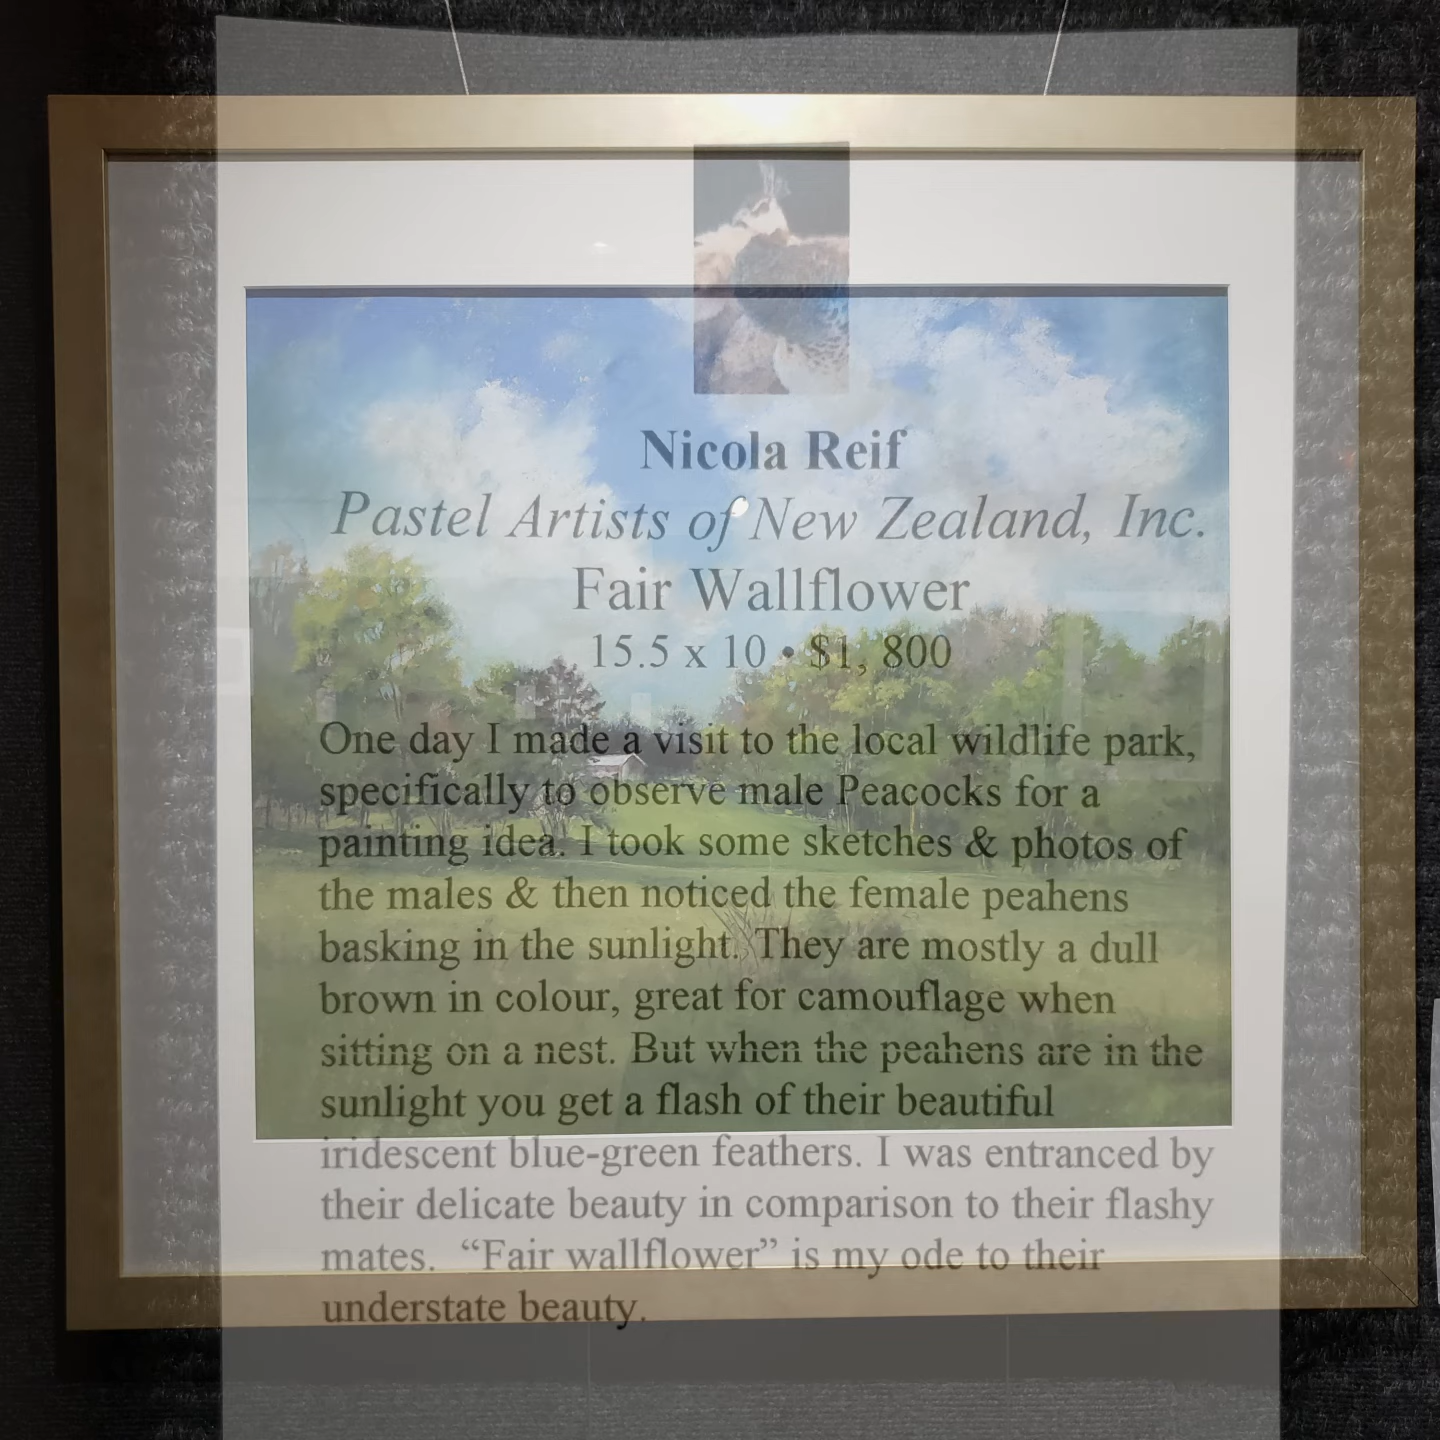 Nicola Reif
Pastel Artists of New Zealand, Inc.
Fair Wallflower
15.5 x 10 • $1, 800
One day I made a visit to the local wildlife park,
specifically to observe male Peacocks for a
painting idea. I took some sketches & photos of
the males & then noticed the female peahens
basking in the sunlight. They are mostly a dull
brown in colour, great for camouflage when
sitting on a nest. But when the peahens are in the
sunlight you get a flash of their beautiful
iridescent blue-green feathers. I was entranced by
their delicate beauty in comparison to their flashy
mates. “Fair wallflower” is my ode to their
understate beauty.